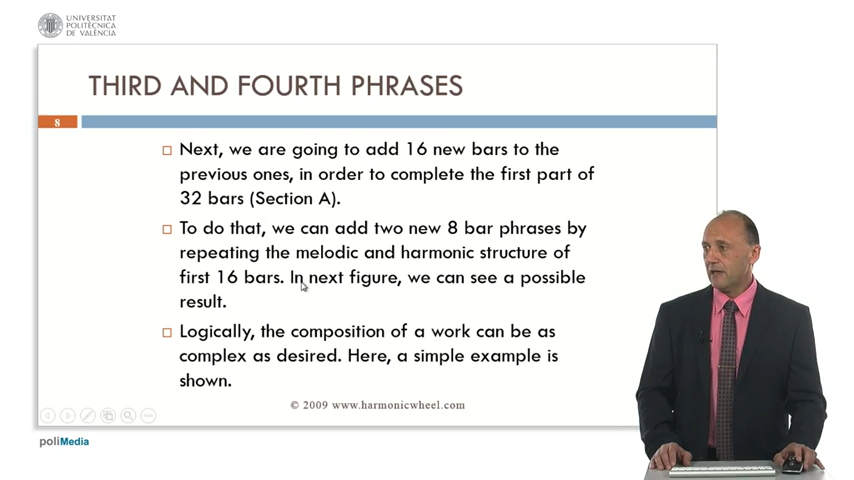 UNIVERSITAT
POLITÈCNICA
DE VALÈNCIA
THIRD AND FOURTH PHRASES
8
Next, we are going to add 16 new bars to the
previous ones, in order to complete the first part of
32 bars (Section A).
To do that, we can add two new 8 bar phrases by
repeating the melodic and harmonic structure of
first 16 bars. In next figure, we can see a possible
result.
Logically, the composition of a work can be as
complex as desired. Here, a simple example is
shown.
© 2009 www.harmonicwheel.com
poliMedia